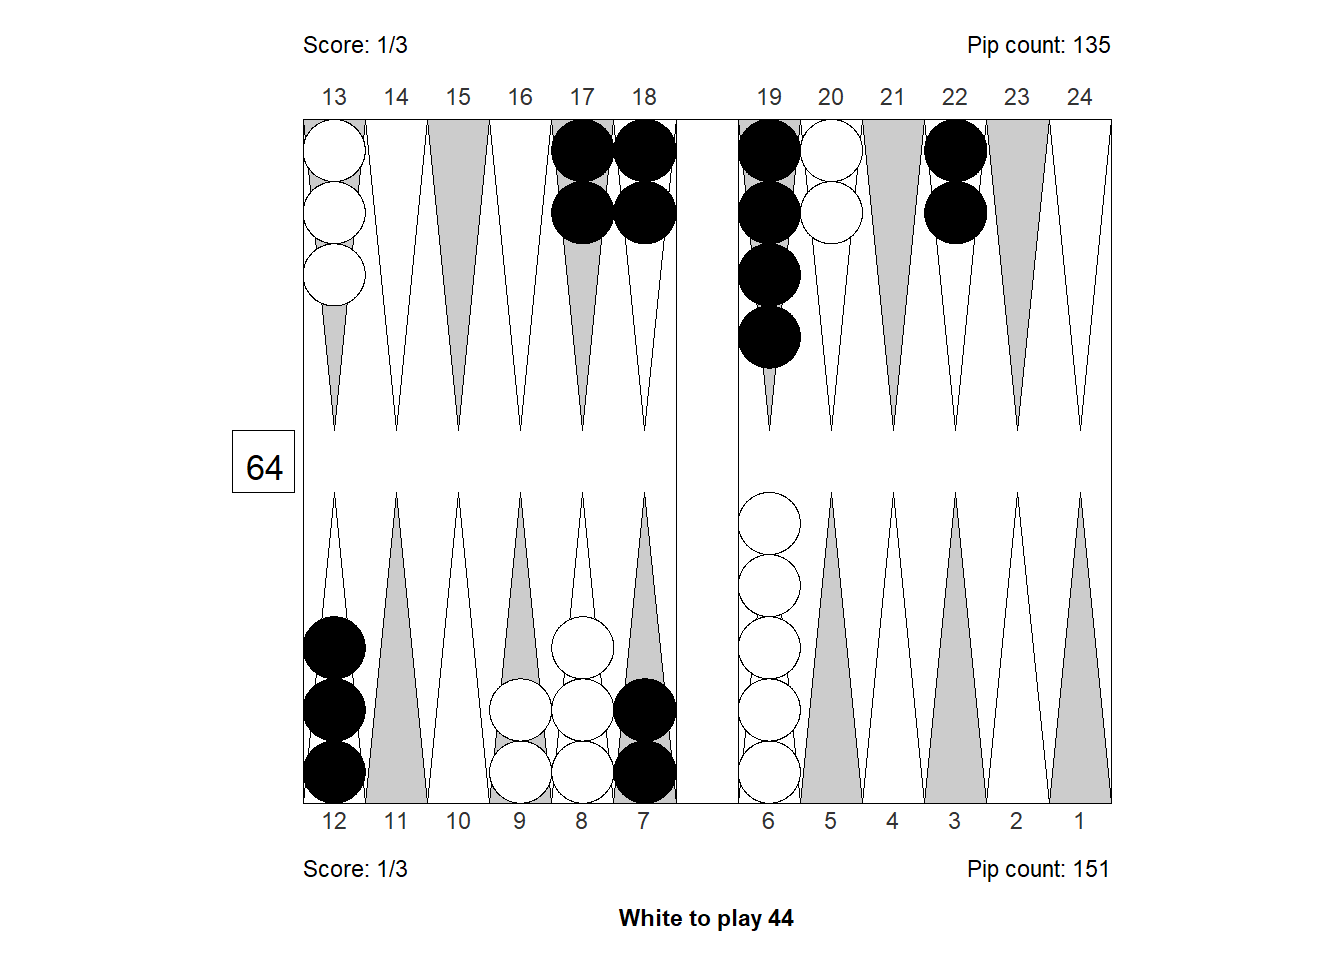 Score: 1/3 Pip count: 135
13 14 15 16 17 18 19 20 21 22 23 24
64
12 11 10 9 8 7 6 5 4 3 2 1
Score: 1/3 Pip count: 151
White to play 44